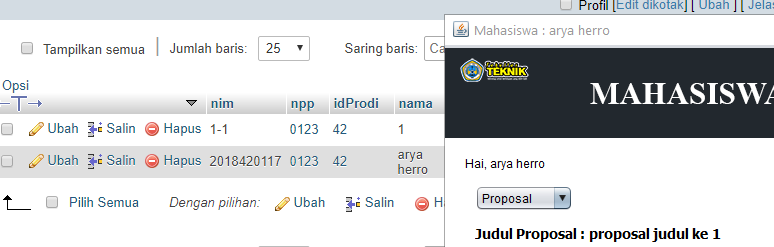 Profil [Edit dikotak] [ Ubah ] [ Jelas
Tampilkan semua | Jumlah baris: 25 Saring baris: Ca
Opsi
nim npp idProdi nama
Ubah Salin Hapus 1-1 0123 42 1
Ubah Salin Hapus 2018420117 0123 42 arya
herro
Pilih Semua Dengan pilihan: Ubah Salin H
Mahasiswa : arya herro
TEKNIK
MAHASISWA
Hai, arya herro
Proposal
Judul Proposal : proposal judul ke 1